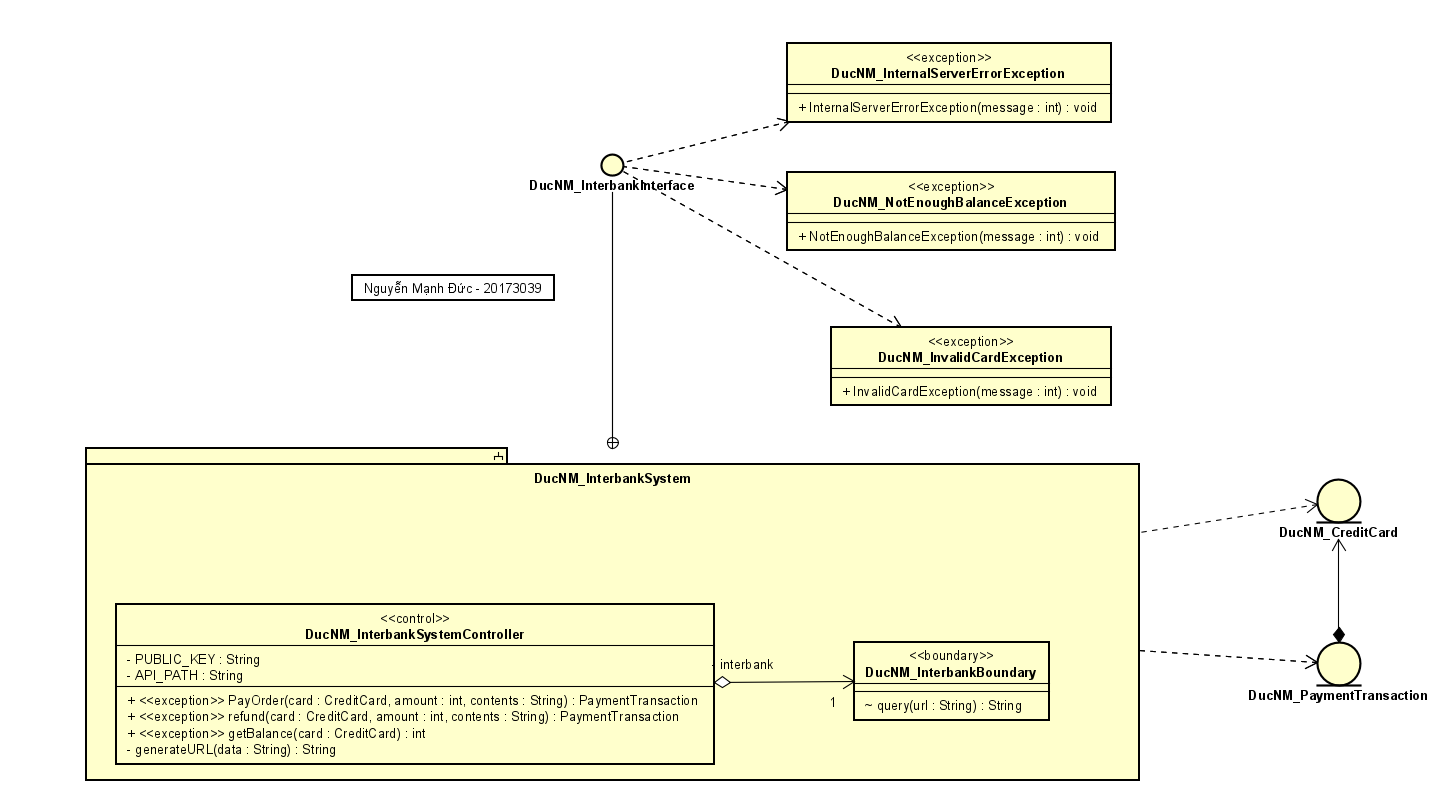 <<exception>>
DucNM_InternalServerErrorException
+ InternalServerErrorException(message : int) : void
DucNM_InterbankInterface
<<exception>>
DucNM_NotEnoughBalanceException
+ NotEnoughBalanceException(message : int) : void
Nguyễn Mạnh Đức - 20173039
<<exception>>
DucNM_InvalidCardException
+ InvalidCardException(message : int) : void
DucNM_InterbankSystem
DucNM_CreditCard
<<control>>
DucNM_InterbankSystemController
- PUBLIC_KEY : String
- API_PATH : String
+ <<exception>> PayOrder(card : CreditCard, amount : int, contents : String) : PaymentTransaction
+ <<exception>> refund(card : CreditCard, amount : int, contents : String) : PaymentTransaction
+ <<exception>> getBalance(card : CreditCard) : int
- generateURL(data : String) : String
- interbank
1
<<boundary>>
DucNM_InterbankBoundary
~ query(url : String) : String
DucNM_PaymentTransaction